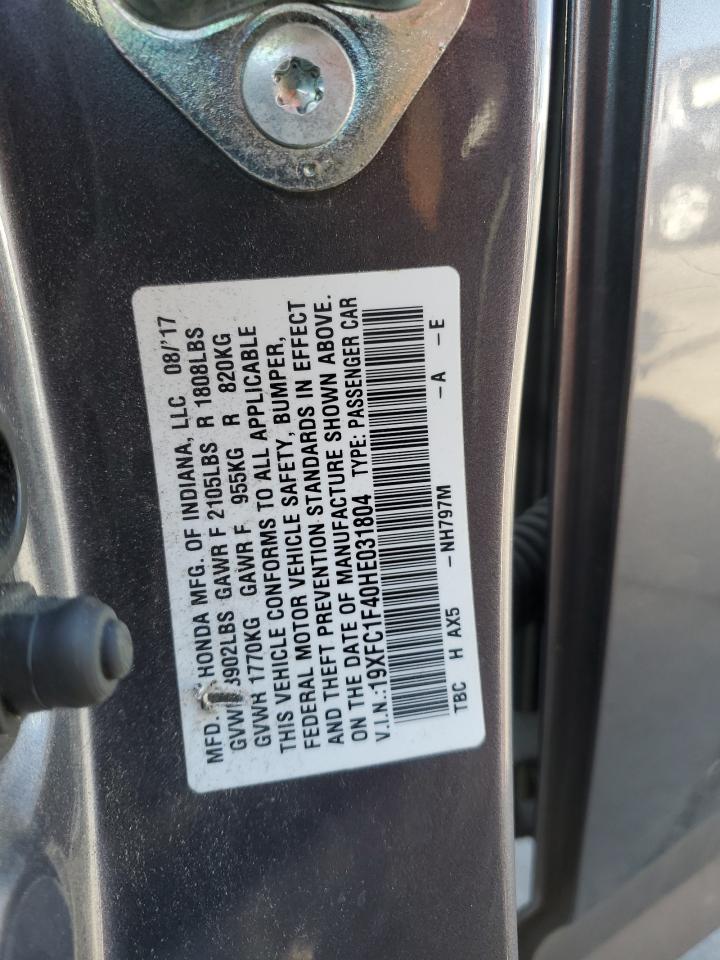 MFD. HONDA MFG. OF INDIANA, LLC 08/'17
3902LBS GAWR F 2105LBS R 1808LBS
GVWR 1770KG GAWR F 955KG R 820KG
THIS VEHICLE CONFORMS TO ALL APPLICABLE
FEDERAL MOTOR VEHICLE SAFETY, BUMPER,
AND THEFT PREVENTION STANDARDS IN EFFECT
ON THE DATE OF MANUFACTURE SHOWN ABOVE.
V.I.N.:19XFC1F40HE031804 TYPE: PASSENGER CAR
TBC H AX5 -NH797M -A -E